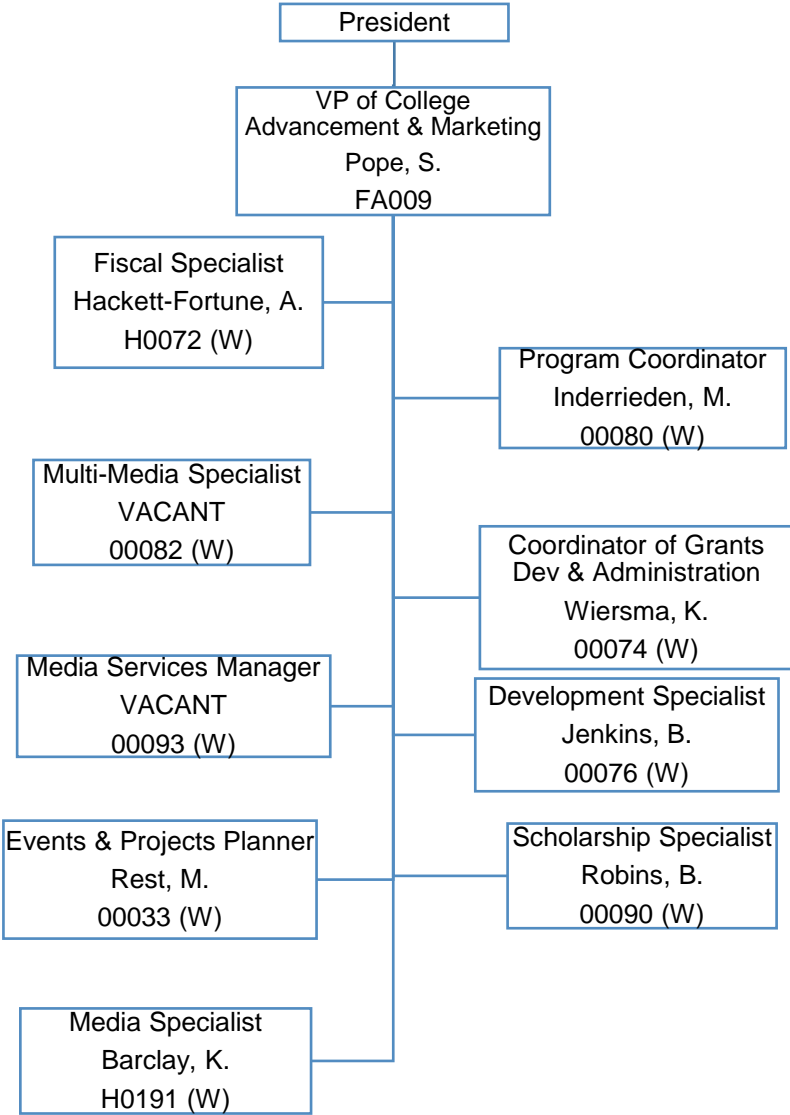 President
VP of College
Advancement & Marketing
Pope, S.
FA009
Fiscal Specialist
Hackett-Fortune, A.
H0072 (W)
Program Coordinator
Inderrieden, M.
00080 (W)
Multi-Media Specialist
VACANT
00082 (W)
Coordinator of Grants
Dev & Administration
Wiersma, K.
00074 (W)
Media Services Manager
VACANT
00093 (W)
Development Specialist
Jenkins, B.
00076 (W)
Events & Projects Planner
Rest, M.
00033 (W)
Scholarship Specialist
Robins, B.
00090 (W)
Media Specialist
Barclay, K.
H0191 (W)